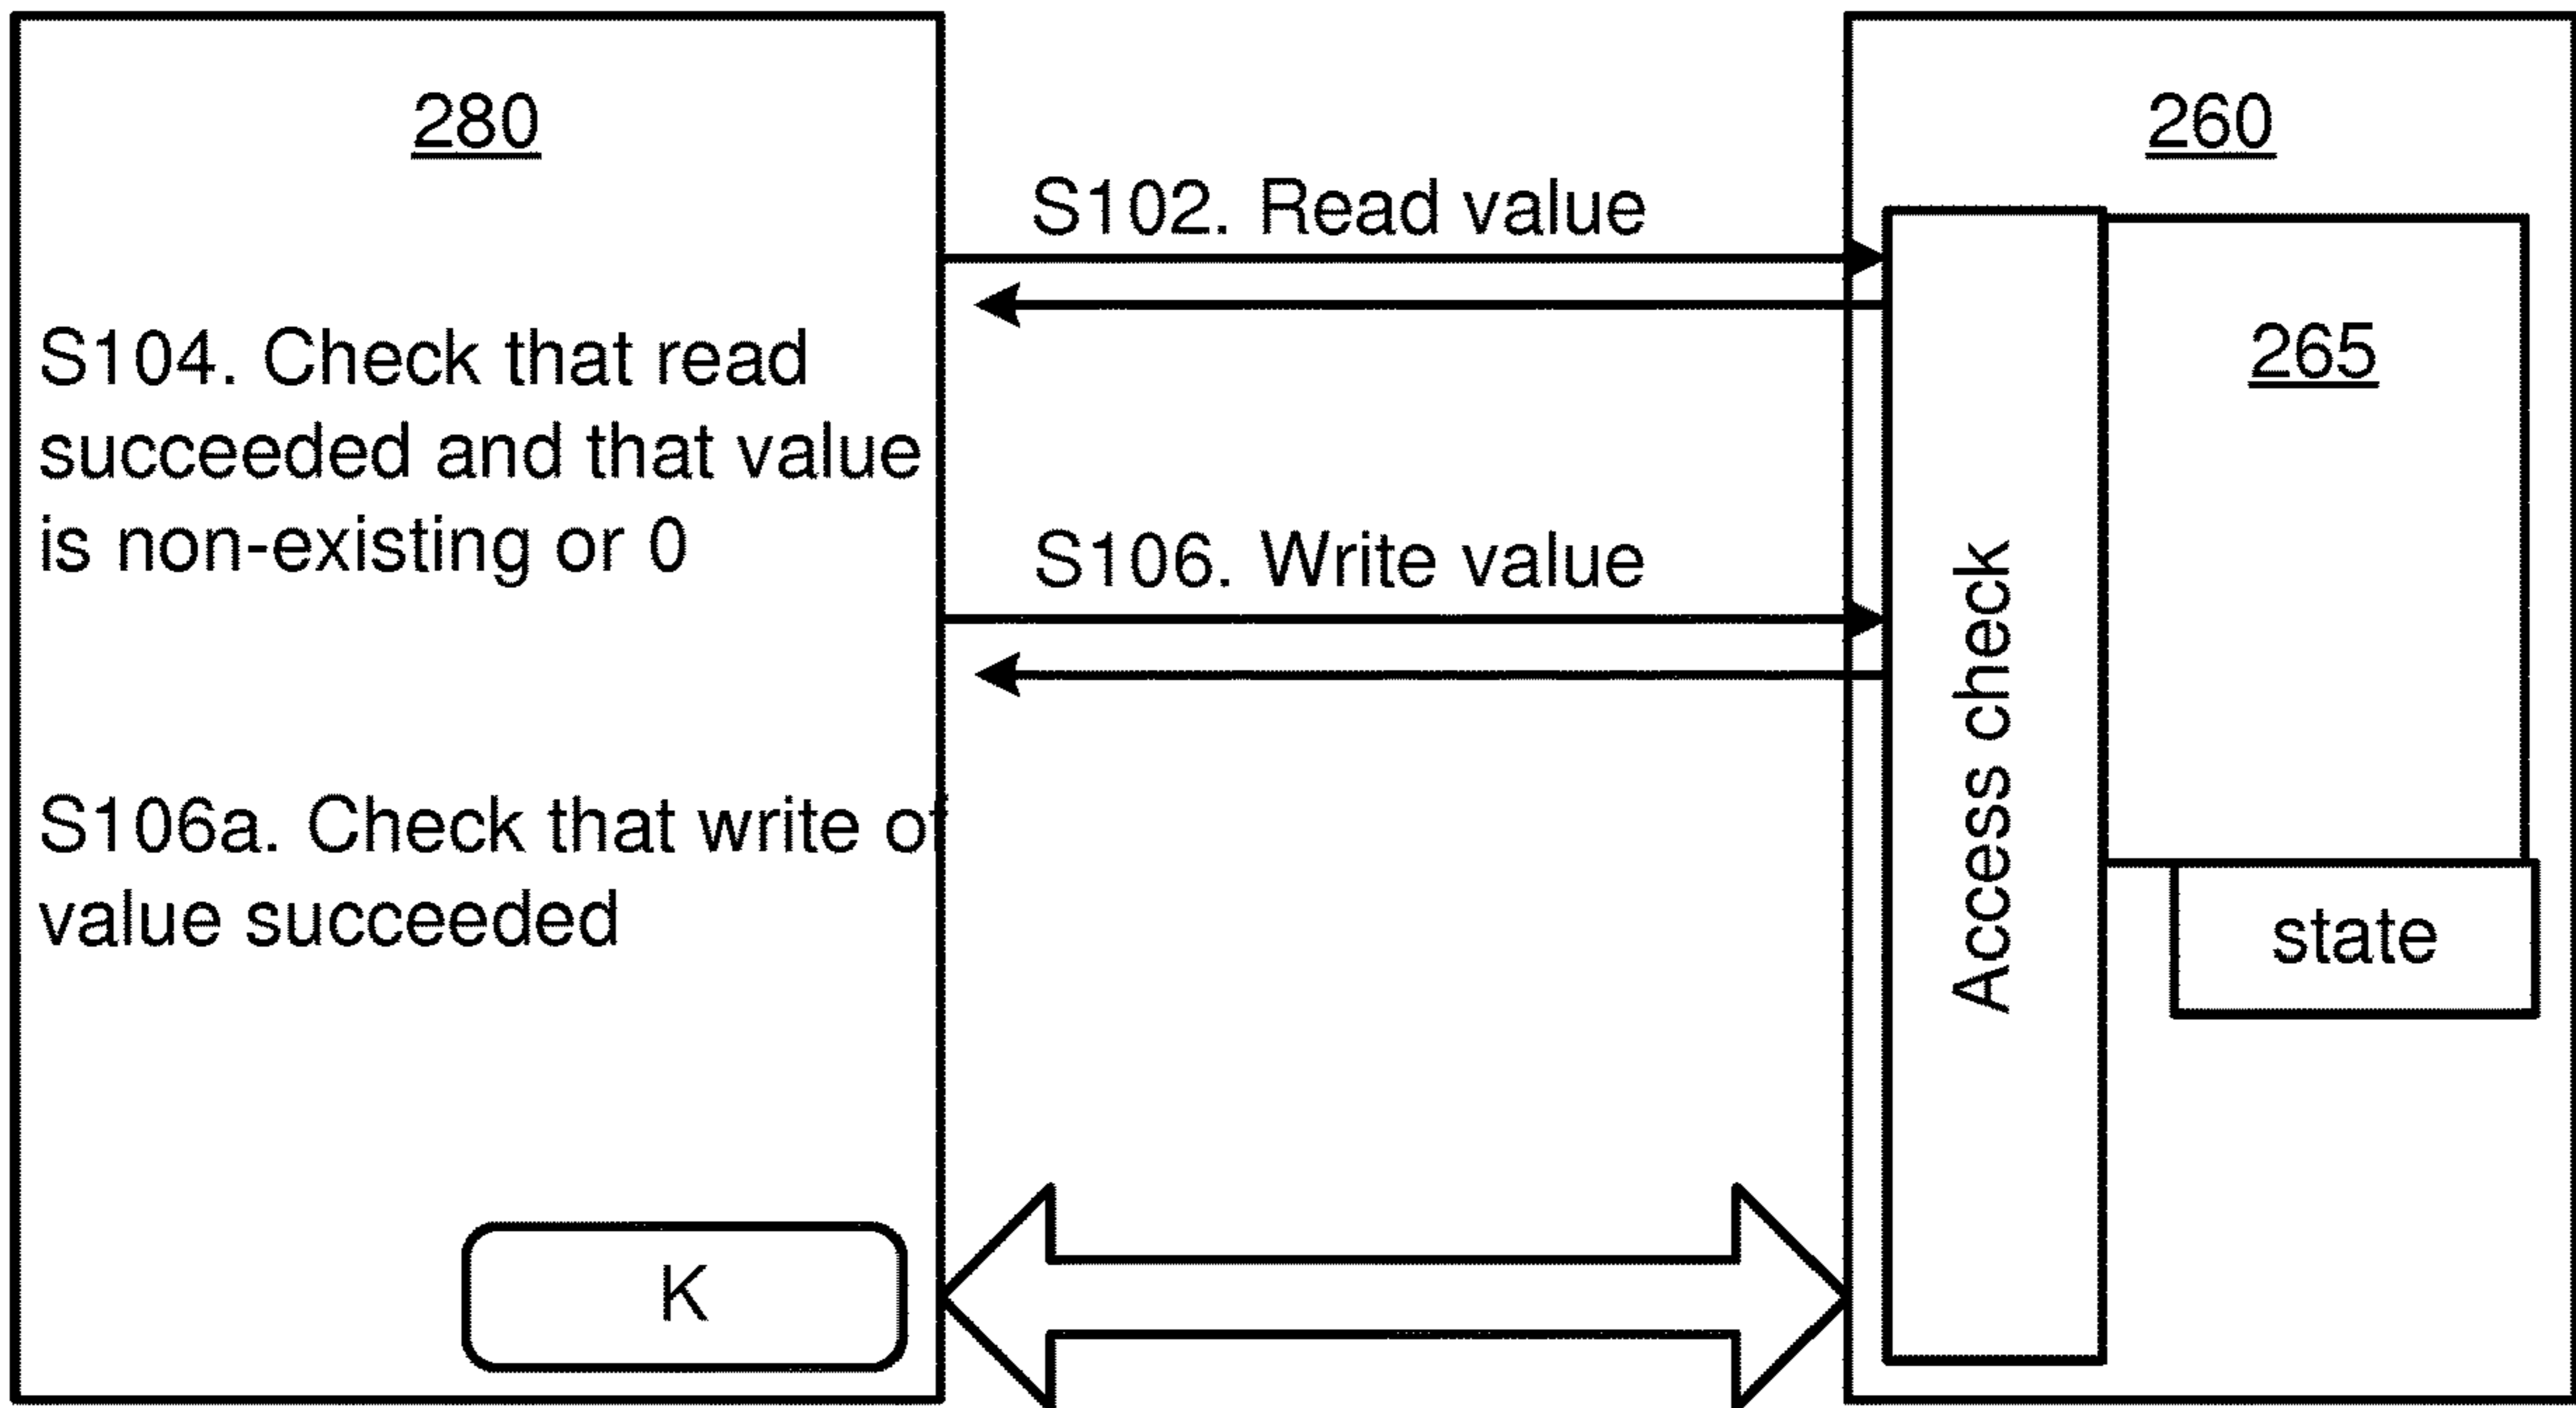 280
260
S102. Read value
265
S104. Check that read
succeeded and that value
is non-existing or 0
S106. Write value
Access check
S106a. Check that write of
value succeeded
state
K